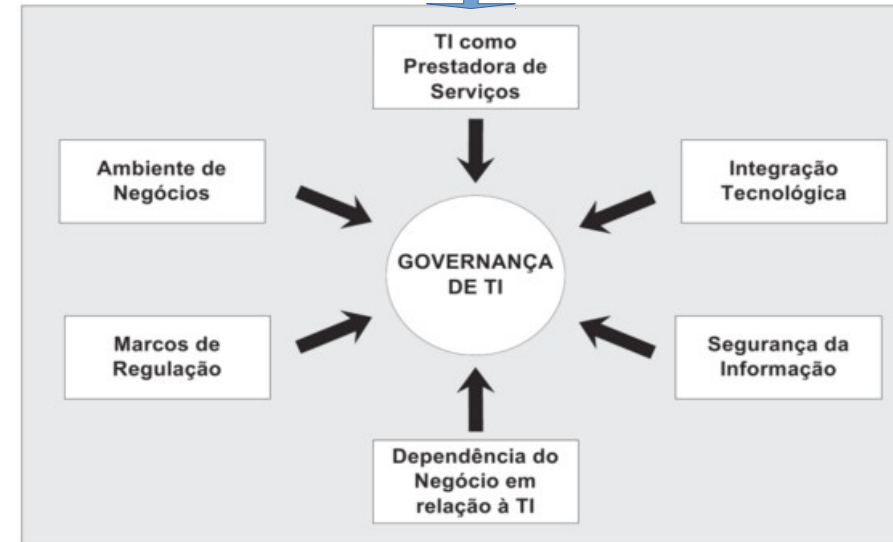 TI como
Prestadora de
Serviços
Ambiente de
Negócios
Integração
Tecnológica
GOVERNANÇA
DE TI
Marcos de
Regulação
Segurança da
Informação
Dependência do
Negócio em
relação à TI